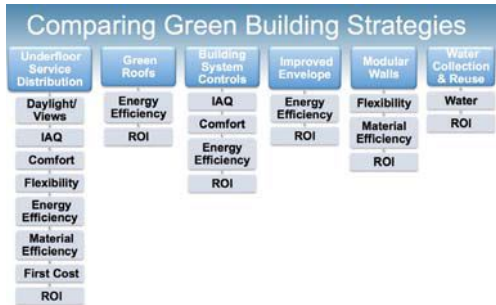 Comparing Green Building Strategies
Underfloor
Service
Distribution
Daylight/
Views
IAQ
Comfort
Flexibility
Energy
Efficiency
Material
Efficiency
First Cost
ROI
Green
Roofs
Energy
Efficiency
ROI
Building
System
Controls
IAQ
Comfort
Energy
Efficiency
ROI
Improved
Envelope
Energy
Efficiency
ROI
Modular
Walls
Flexibility
Material
Efficiency
ROI
Water
Collection
& Reuse
Water
ROI